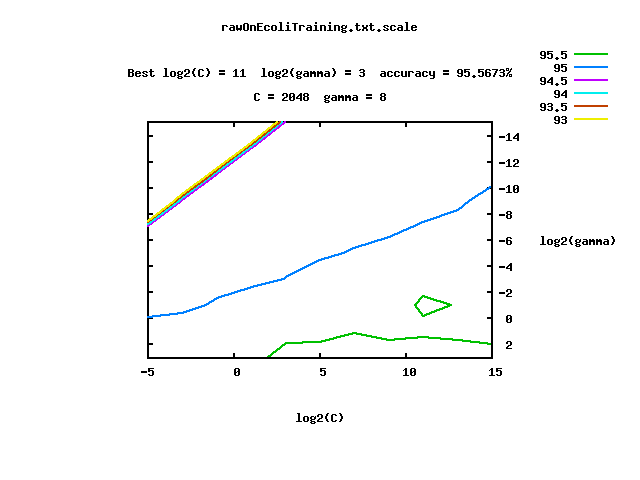 rawOnEcoliTraining.txt.scale
Best log2(C) = 11  log2(gamma) = 3  accuracy = 95.5673%
C = 2048  gamma = 8
95.5
95
94.5
94
93.5
93
-14
-12
-10
-8
-6
-4
-2
0
2
log2(gamma)
-5 0 5 10 15
log2(C)